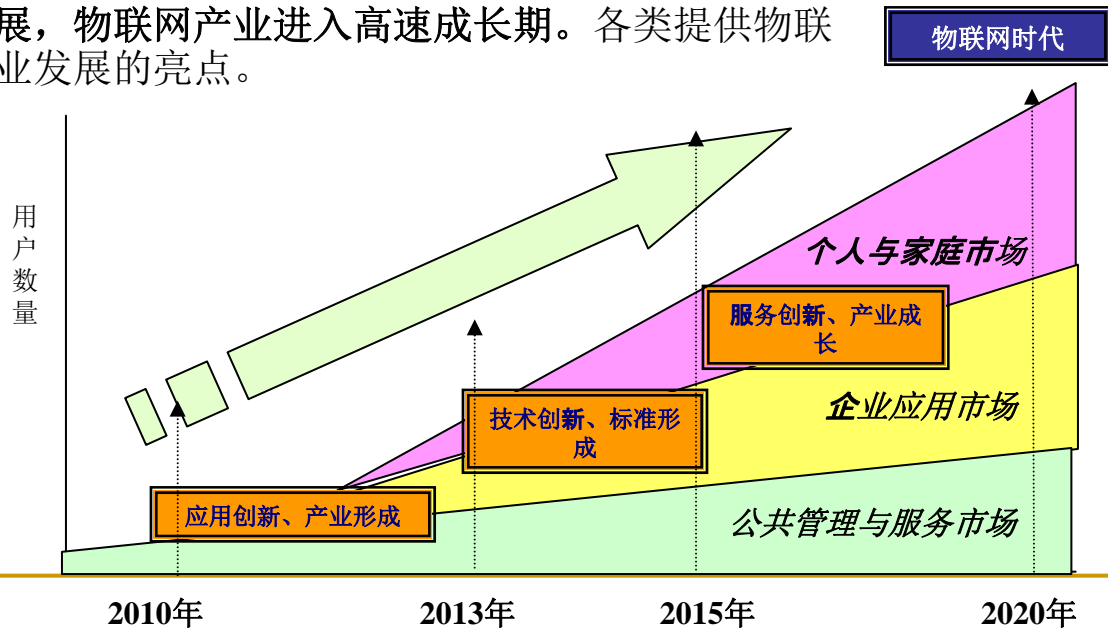 展，物联网产业进入高速成长期。各类提供物联
业发展的亮点。
物联网时代
用
户
数
量
个人与家庭市场
服务创新、产业成
长
企业应用市场
技术创新、标准形
成
应用创新、产业形成
公共管理与服务市场
2010年
2013年
2015年
2020年